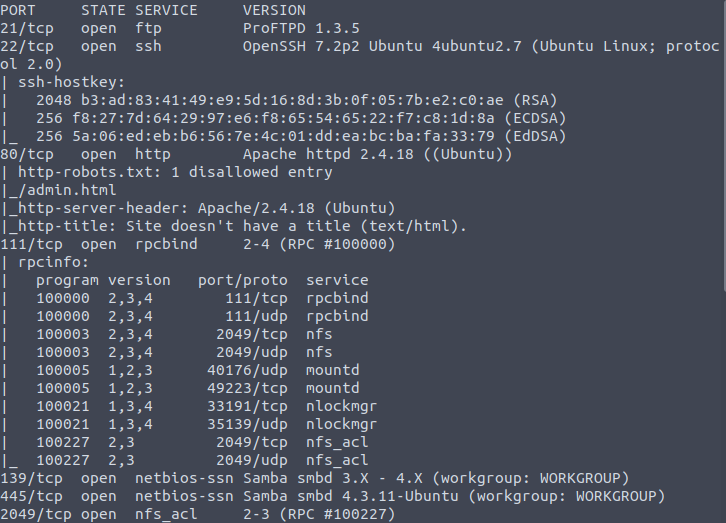 PORT     STATE SERVICE     VERSION
21/tcp   open  ftp         ProFTPD 1.3.5
22/tcp   open  ssh         OpenSSH 7.2p2 Ubuntu 4ubuntu2.7 (Ubuntu Linux; protoc
ol 2.0)
| ssh-hostkey:
|   2048 b3:ad:83:41:49:e9:5d:16:8d:3b:0f:05:7b:e2:c0:ae (RSA)
|   256 f8:27:7d:64:29:97:e6:f8:65:54:65:22:f7:c8:1d:8a (ECDSA)
|_  256 5a:06:ed:eb:b6:56:7e:4c:01:dd:ea:bc:ba:fa:33:79 (EdDSA)
80/tcp   open  http        Apache httpd 2.4.18 ((Ubuntu))
| http-robots.txt: 1 disallowed entry
|_/admin.html
|_http-server-header: Apache/2.4.18 (Ubuntu)
|_http-title: Site doesn't have a title (text/html).
111/tcp  open  rpcbind     2-4 (RPC #100000)
| rpcinfo:
|   program version   port/proto  service
|   100000  2,3,4        111/tcp  rpcbind
|   100000  2,3,4        111/udp  rpcbind
|   100003  2,3,4       2049/tcp  nfs
|   100003  2,3,4       2049/udp  nfs
|   100005  1,2,3      40176/udp  mountd
|   100005  1,2,3      49223/tcp  mountd
|   100021  1,3,4      33191/tcp  nlockmgr
|   100021  1,3,4      35139/udp  nlockmgr
|   100227  2,3         2049/tcp  nfs_acl
|_  100227  2,3         2049/udp  nfs_acl
139/tcp  open  netbios-ssn Samba smbd 3.X - 4.X (workgroup: WORKGROUP)
445/tcp  open  netbios-ssn Samba smbd 4.3.11-Ubuntu (workgroup: WORKGROUP)
2049/tcp open  nfs_acl     2-3 (RPC #100227)